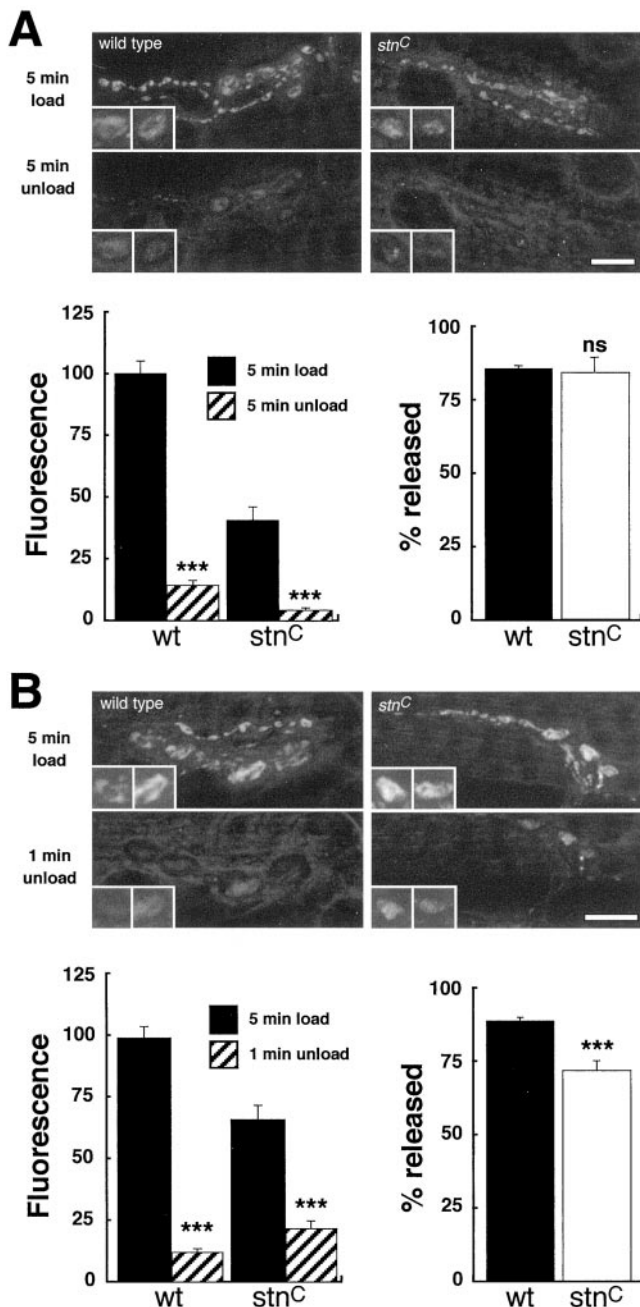 A
wild type
stnC
5 min
load
5 min
unload
125
100
75
50
25
0
Fluorescence
5 min load
5 min unload
***
***
wt
stnC
100
75
50
25
0
% released
ns
wt
stnC
B
wild type
stnC
5 min
load
1 min
unload
125
100
75
50
25
0
Fluorescence
5 min load
1 min unload
***
***
wt
stnC
100
75
50
25
0
% released
***
wt
stnC